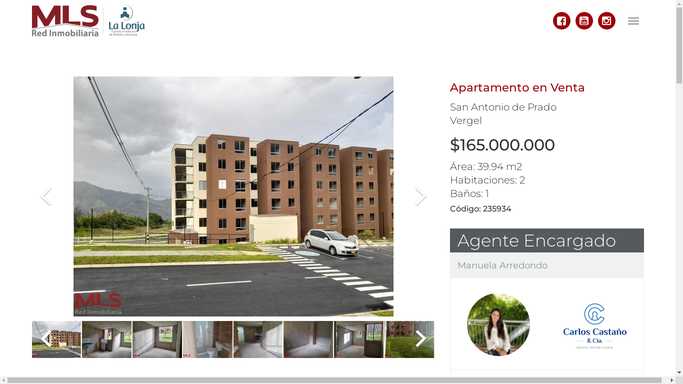 MLS
Red Inmobiliaria
La Lonja
Apartamento en Venta
San Antonio de Prado
Vergel
$165.000.000
Área: 39.94 m2
Habitaciones: 2
Baños: 1
Código: 235934
Agente Encargado
Manuela Arredondo
Carlos Castaño
& Cía.
MLS
Red Inmobiliaria